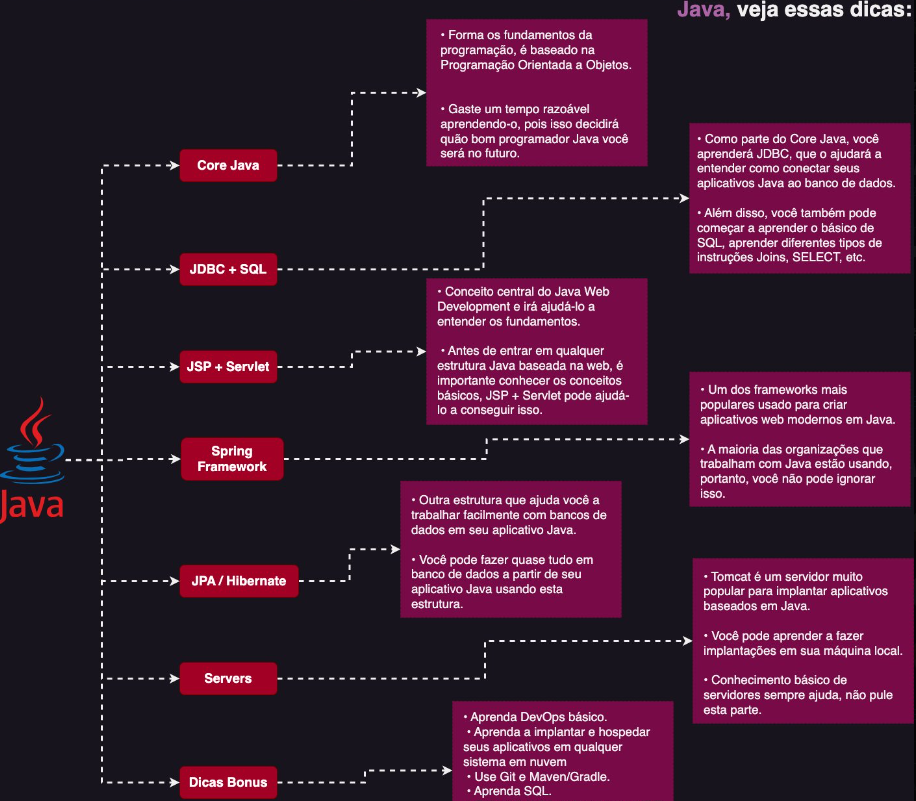 Java, veja essas dicas:
• Forma os fundamentos da
programação, é baseado na
Programação Orientada a Objetos.
• Gaste um tempo razoável
aprendendo-o, pois isso decidirá
quão bom programador Java você
será no futuro.
Core Java
• Como parte do Core Java, você
aprenderá JDBC, que o ajudará a
entender como conectar seus
aplicativos Java ao banco de dados.
• Além disso, você também pode
começar a aprender o básico de
SQL, aprender diferentes tipos de
instruções Joins, SELECT, etc.
JDBC + SQL
• Conceito central do Java Web
Development e irá ajudá-lo a
entender os fundamentos.
• Antes de entrar em qualquer
estrutura Java baseada na web, é
importante conhecer os conceitos
básicos, JSP + Servlet pode ajudá-
lo a conseguir isso.
JSP + Servlet
• Um dos frameworks mais
populares usado para criar
aplicativos web modernos em Java.
• A maioria das organizações que
trabalham com Java estão usando,
portanto, você não pode ignorar
isso.
Spring
Framework
Java
• Outra estrutura que ajuda você a
trabalhar facilmente com bancos de
dados em seu aplicativo Java.
• Você pode fazer quase tudo em
banco de dados a partir de seu
aplicativo Java usando esta
estrutura.
JPA / Hibernate
• Tomcat é um servidor muito
popular para implantar aplicativos
baseados em Java.
• Você pode aprender a fazer
implantações em sua máquina local.
• Conhecimento básico de
servidores sempre ajuda, não pule
esta parte.
Servers
• Aprenda DevOps básico.
• Aprenda a implantar e hospedar
seus aplicativos em qualquer
sistema em nuvem
• Use Git e Maven/Gradle.
• Aprenda SQL.
Dicas Bonus